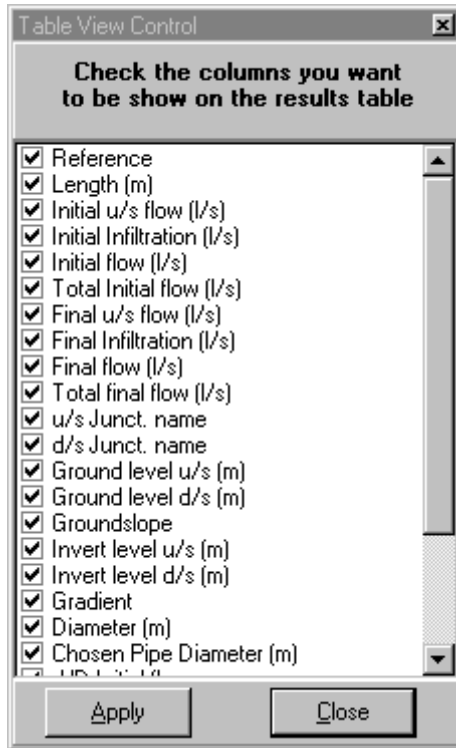 Table View Control
Check the columns you want
to be show on the results table
Reference
Length (m)
Initial u/s flow (l/s)
Initial Infiltration (l/s)
Initial flow (l/s)
Total Initial flow (l/s)
Final u/s flow (l/s)
Final Infiltration (l/s)
Final flow (l/s)
Total final flow (l/s)
u/s Junct. name
d/s Junct. name
Ground level u/s (m)
Ground level d/s (m)
Groundslope
Invert level u/s (m)
Invert level d/s (m)
Gradient
Diameter (m)
Chosen Pipe Diameter (m)
Apply
Close